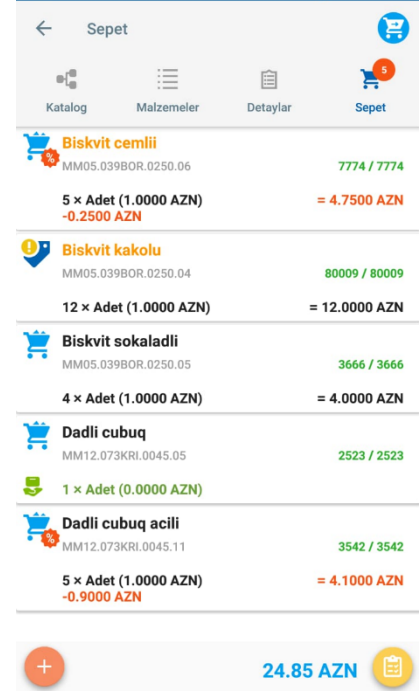 Sepet
5
Katalog Malzemeler Detaylar Sepet
Biskvit cemlii
%
MM05.039BOR.0250.06 7774 / 7774
5 × Adet (1.0000 AZN) = 4.7500 AZN
-0.2500 AZN
Biskvit kakolu
MM05.039BOR.0250.04 80009 / 80009
12 × Adet (1.0000 AZN) = 12.0000 AZN
Biskvit sokaladli
MM05.039BOR.0250.05 3666 / 3666
4 × Adet (1.0000 AZN) = 4.0000 AZN
Dadli cubuq
MM12.073KRI.0045.05 2523 / 2523
1 × Adet (0.0000 AZN)
Dadli cubuq acili
%
MM12.073KRI.0045.11 3542 / 3542
5 × Adet (1.0000 AZN) = 4.1000 AZN
-0.9000 AZN
24.85 AZN